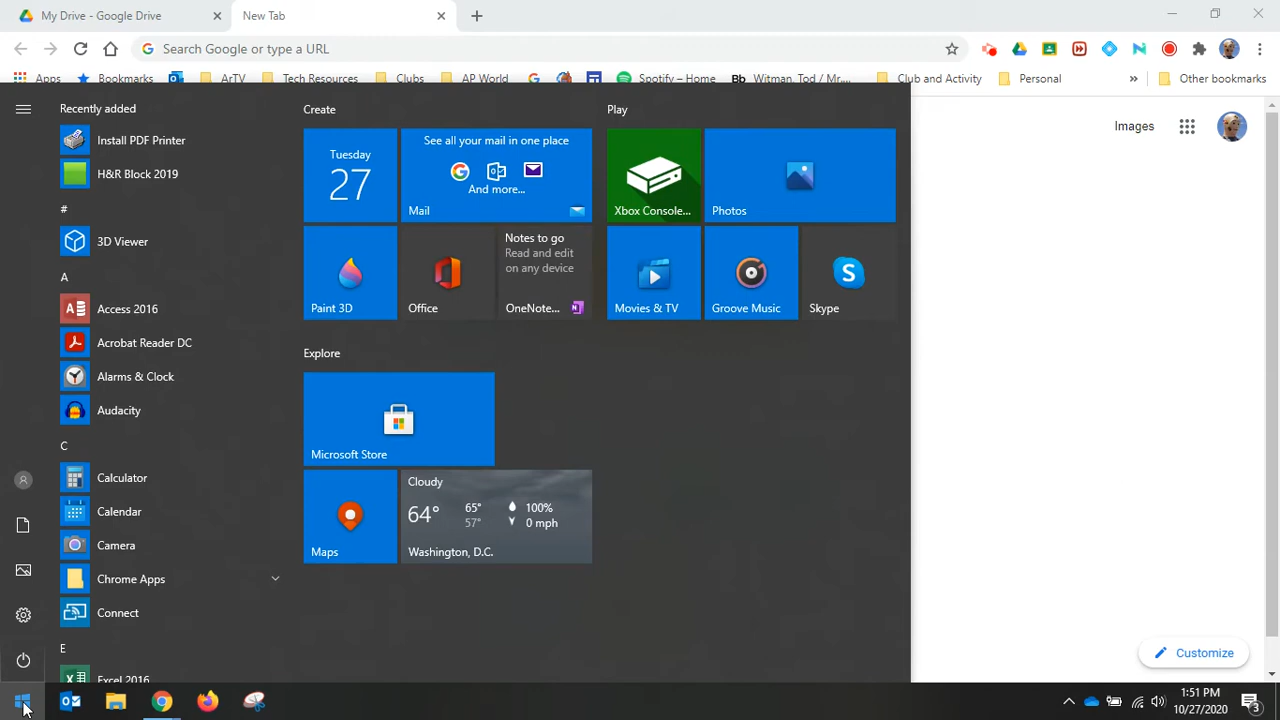 My Drive - Google Drive
New Tab
Search Google or type a URL
Apps
Bookmarks
ArTV
Tech Resources
Clubs
AP World
Spotify – Home
Bb
Witman, Tod / Mr....
Club and Activity
Personal
»
Other bookmarks
Images
Recently added
Install PDF Printer
H&R Block 2019
#
3D Viewer
A
Access 2016
Acrobat Reader DC
Alarms & Clock
Audacity
C
Calculator
Calendar
Camera
Chrome Apps
Connect
E
Excel 2016
Create
Tuesday
27
See all your mail in one place
And more...
Mail
Paint 3D
Office
Notes to go
Read and edit
on any device
OneNote...
Play
Xbox Console...
Photos
Movies & TV
Groove Music
Skype
Explore
Microsoft Store
Maps
Cloudy
64°
65°
57°
100%
0 mph
Washington, D.C.
Customize
1:51 PM
10/27/2020
3